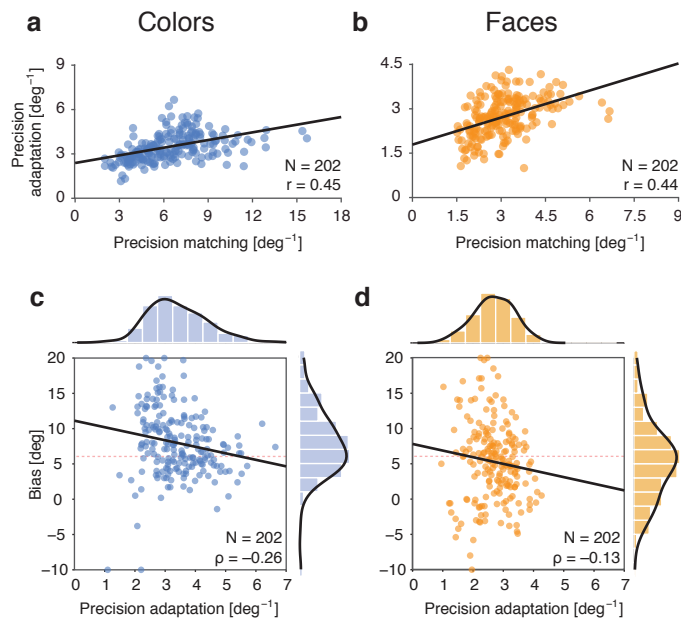 a Colors
b Faces
Precision
adaptation [deg⁻¹]
9
6
3
0
0 3 6 9 12 15 18
N = 202
r = 0.45
Precision matching [deg⁻¹]
4.5
3
1.5
0
0 1.5 3 4.5 6 7.5 9
N = 202
r = 0.44
Precision matching [deg⁻¹]
c
d
Bias [deg]
20
15
10
5
0
−5
−10
0 1 2 3 4 5 6 7
N = 202
ρ = −0.26
Precision adaptation [deg⁻¹]
20
15
10
5
0
−5
−10
0 1 2 3 4 5 6 7
N = 202
ρ = −0.13
Precision adaptation [deg⁻¹]